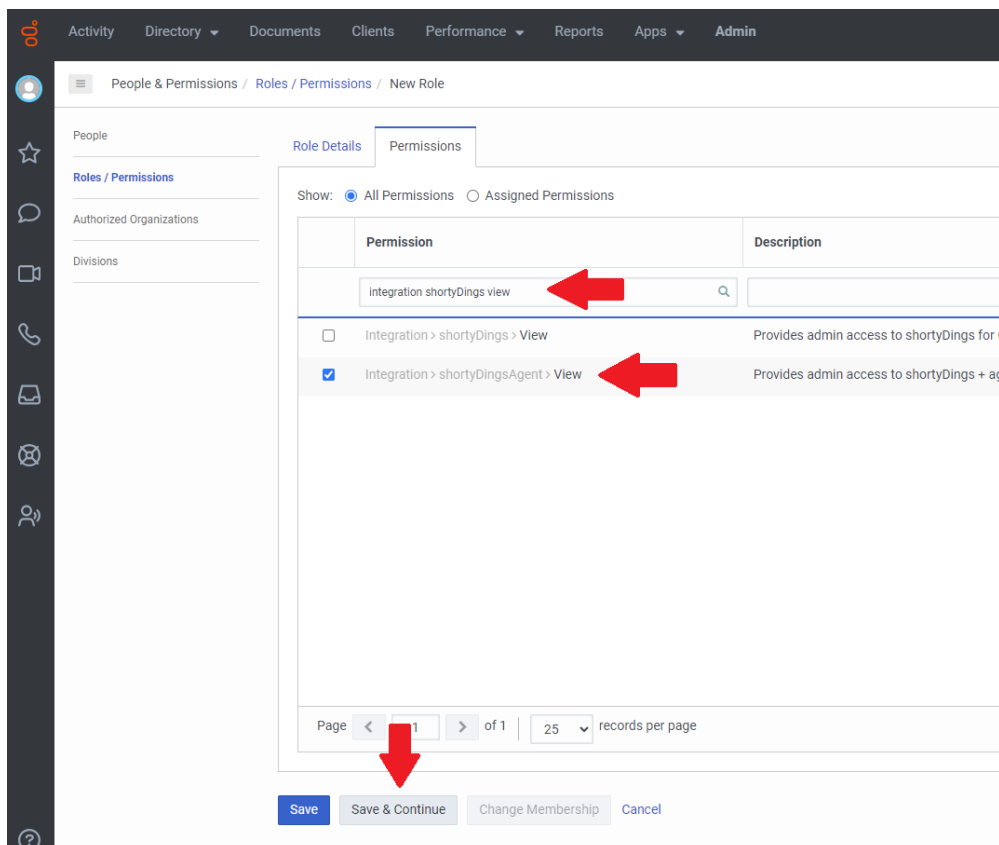 Activity Directory Documents Clients Performance Reports Apps Admin
People & Permissions / Roles / Permissions / New Role
People
Roles / Permissions
Authorized Organizations
Divisions
Role Details Permissions
Show: All Permissions Assigned Permissions
Permission Description
integration shortyDings view
Integration > shortyDings > View Provides admin access to shortyDings for
Integration > shortyDingsAgent > View Provides admin access to shortyDings +
Page 1 of 1 25 records per page
Save Save & Continue Change Membership Cancel